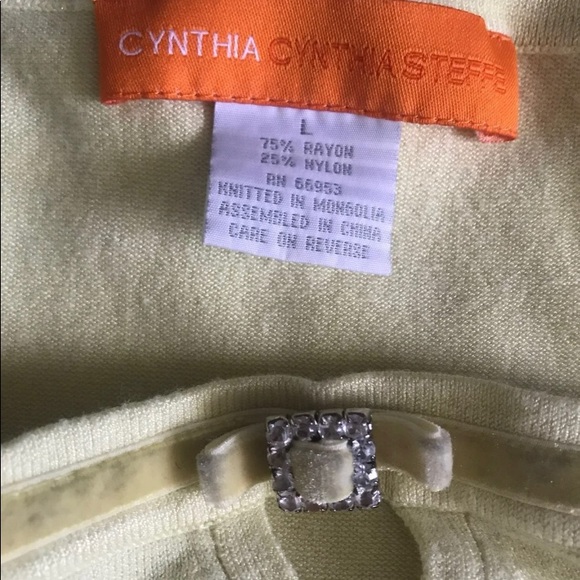 CYNTHIA CYNTHIA STEFFE
L
75% RAYON
25% NYLON
RN 66953
KNITTED IN MONGOLIA
ASSEMBLED IN CHINA
CARE ON REVERSE